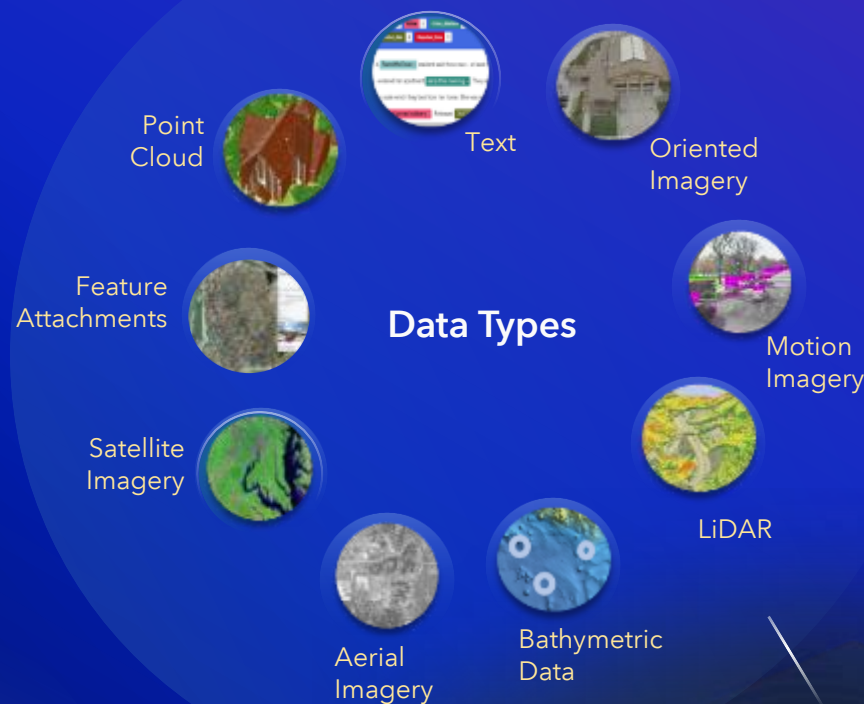 Text
Oriented
Imagery
Point
Cloud
Feature
Attachments
Data Types
Motion
Imagery
Satellite
Imagery
LiDAR
Bathymetric
Data
Aerial
Imagery